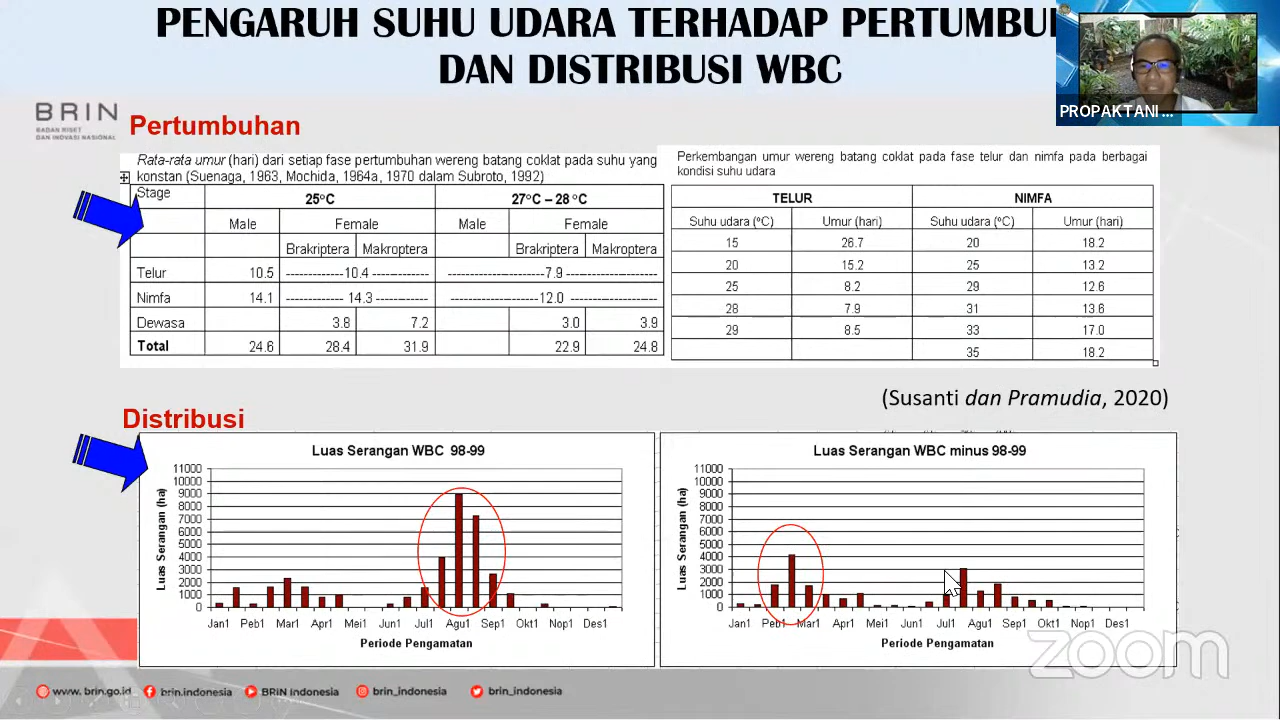 PENGARUH SUHU UDARA TERHADAP
DAN DISTRIBUSI WBC
PROPAKTANI ...
BRIN
BADAN RISET
DAN INOVASI NASIONAL
Pertumbuhan
Rata-rata umur (hari) dari setiap fase pertumbuhan wereng batang coklat pada suhu yang
konstan (Suenaga, 1963, Mochida, 1964a, 1970 dalam Subroto, 1992)
Stage 25°C 27°C – 28 °C
Male Female Male Female
Brakriptera Makroptera Brakriptera Makroptera
Telur 10.5 -------------10.4 ------------- ----------------------7.9 ---------------------
Nimfa 14.1 ------------- 14.3 ------------ ---------------------12.0 --------------------
Dewasa 3.8 7.2 3.0 3.9
Total 24.6 28.4 31.9 22.9 24.8
Perkembangan umur wereng batang coklat pada fase telur dan nimfa pada berbagai
kondisi suhu udara
TELUR NIMFA
Suhu udara (°C) Umur (hari) Suhu udara (°C) Umur (hari)
15 26.7 20 18.2
20 15.2 25 13.2
25 8.2 29 12.6
28 7.9 31 13.6
29 8.5 33 17.0
35 18.2
(Susanti dan Pramudia, 2020)
Distribusi
Luas Serangan WBC 98-99
Luas Serangan (ha)
11000
10000
9000
8000
7000
6000
5000
4000
3000
2000
1000
0
Jan1 Peb1 Mar1 Apr1 Mei1 Jun1 Jul1 Agu1 Sep1 Okt1 Nop1 Des1
Periode Pengamatan
Luas Serangan WBC minus 98-99
Luas Serangan (ha)
11000
10000
9000
8000
7000
6000
5000
4000
3000
2000
1000
0
Jan1 Peb1 Mar1 Apr1 Mei1 Jun1 Jul1 Agu1 Sep1 Okt1 Nop1 Des1
Periode Pengamatan
zoom
www. brin.go.id brin.indonesia BRIN Indonesia brin_indonesia brin_indonesia